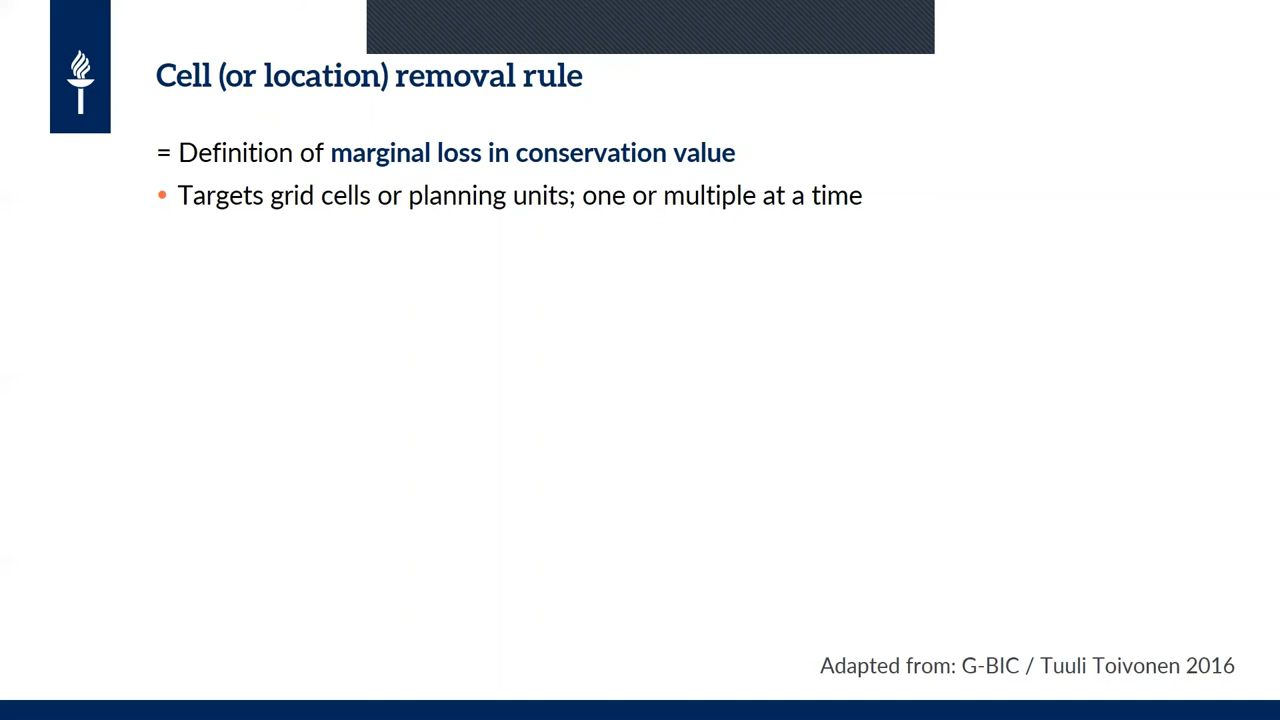 Cell (or location) removal rule
= Definition of marginal loss in conservation value
• Targets grid cells or planning units; one or multiple at a time
Adapted from: G-BIC / Tuuli Toivonen 2016